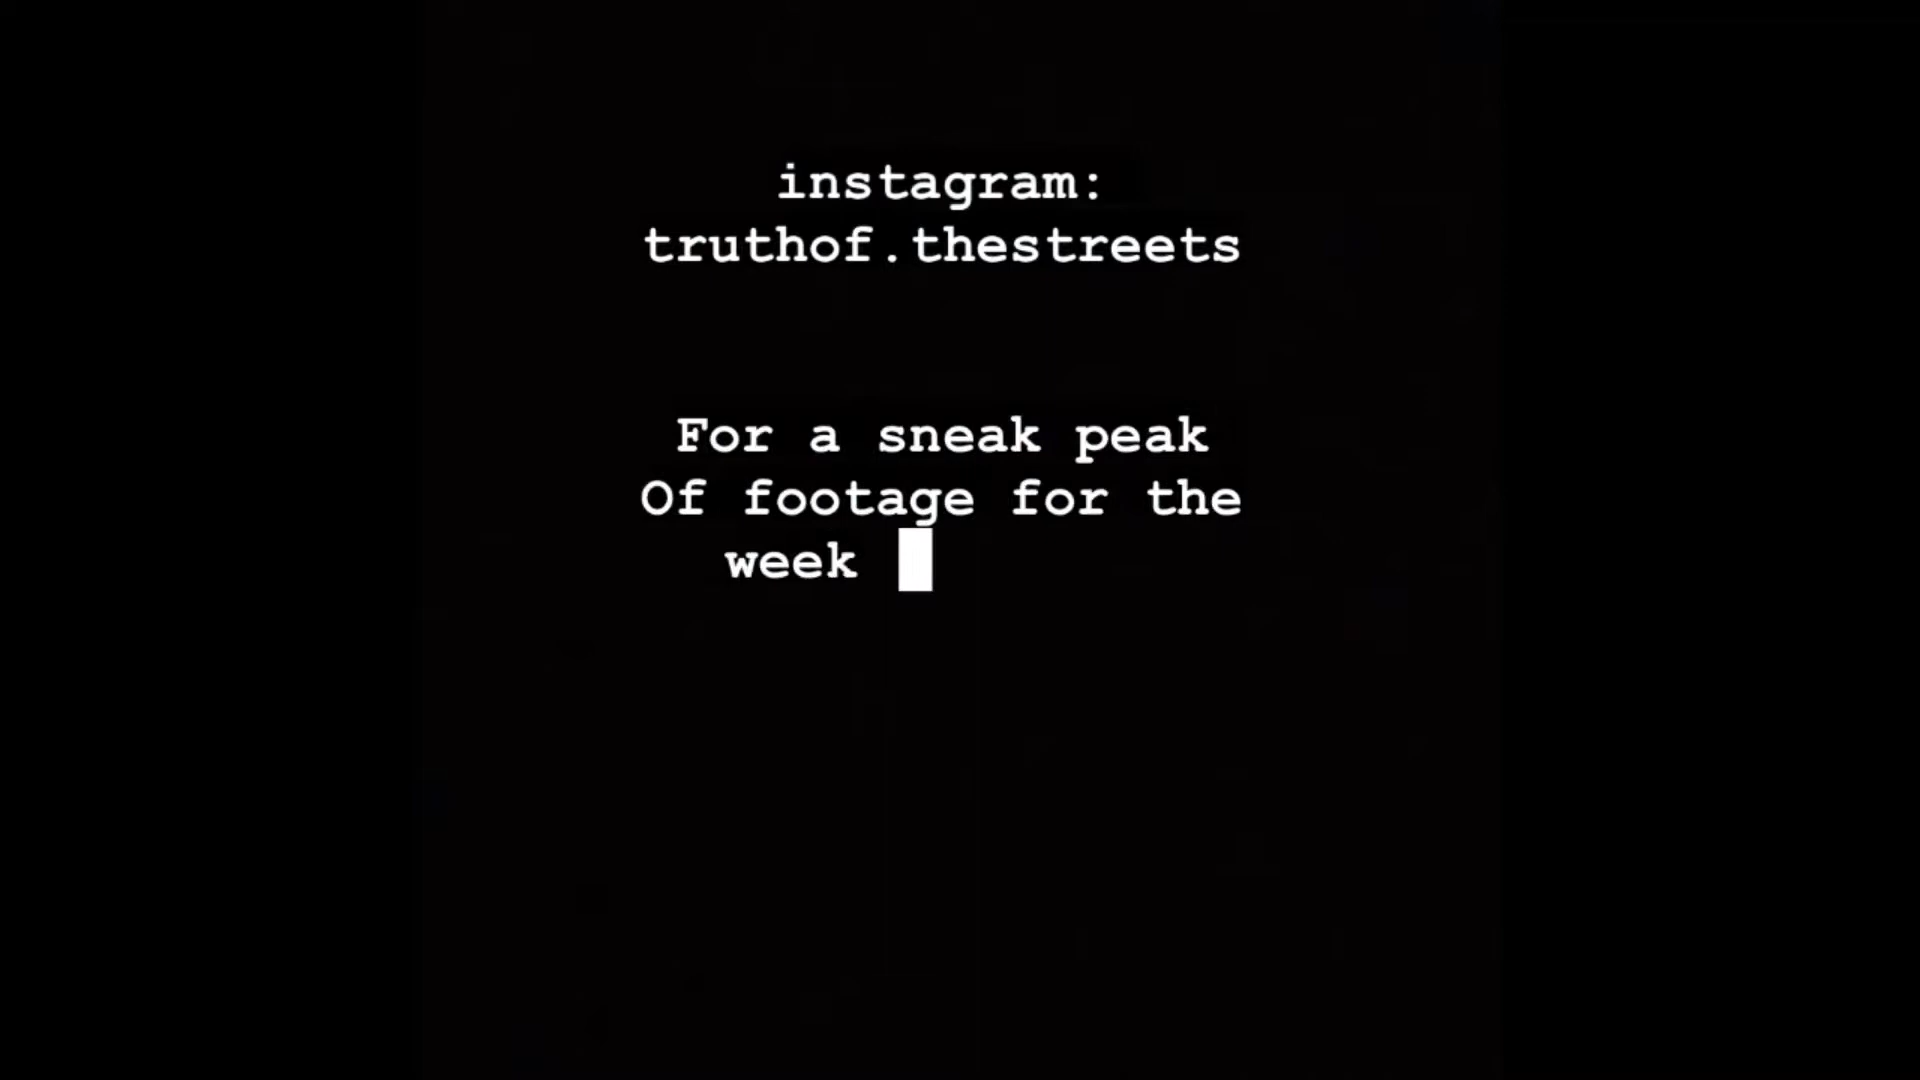 instagram:
truthof.thestreets
For a sneak peak
Of footage for the
week